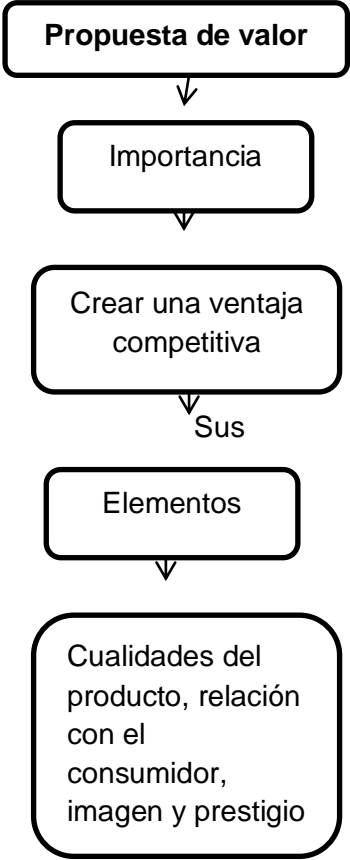 Propuesta de valor
Importancia
Crear una ventaja
competitiva
Sus
Elementos
Cualidades del
producto, relación
con el
consumidor,
imagen y prestigio